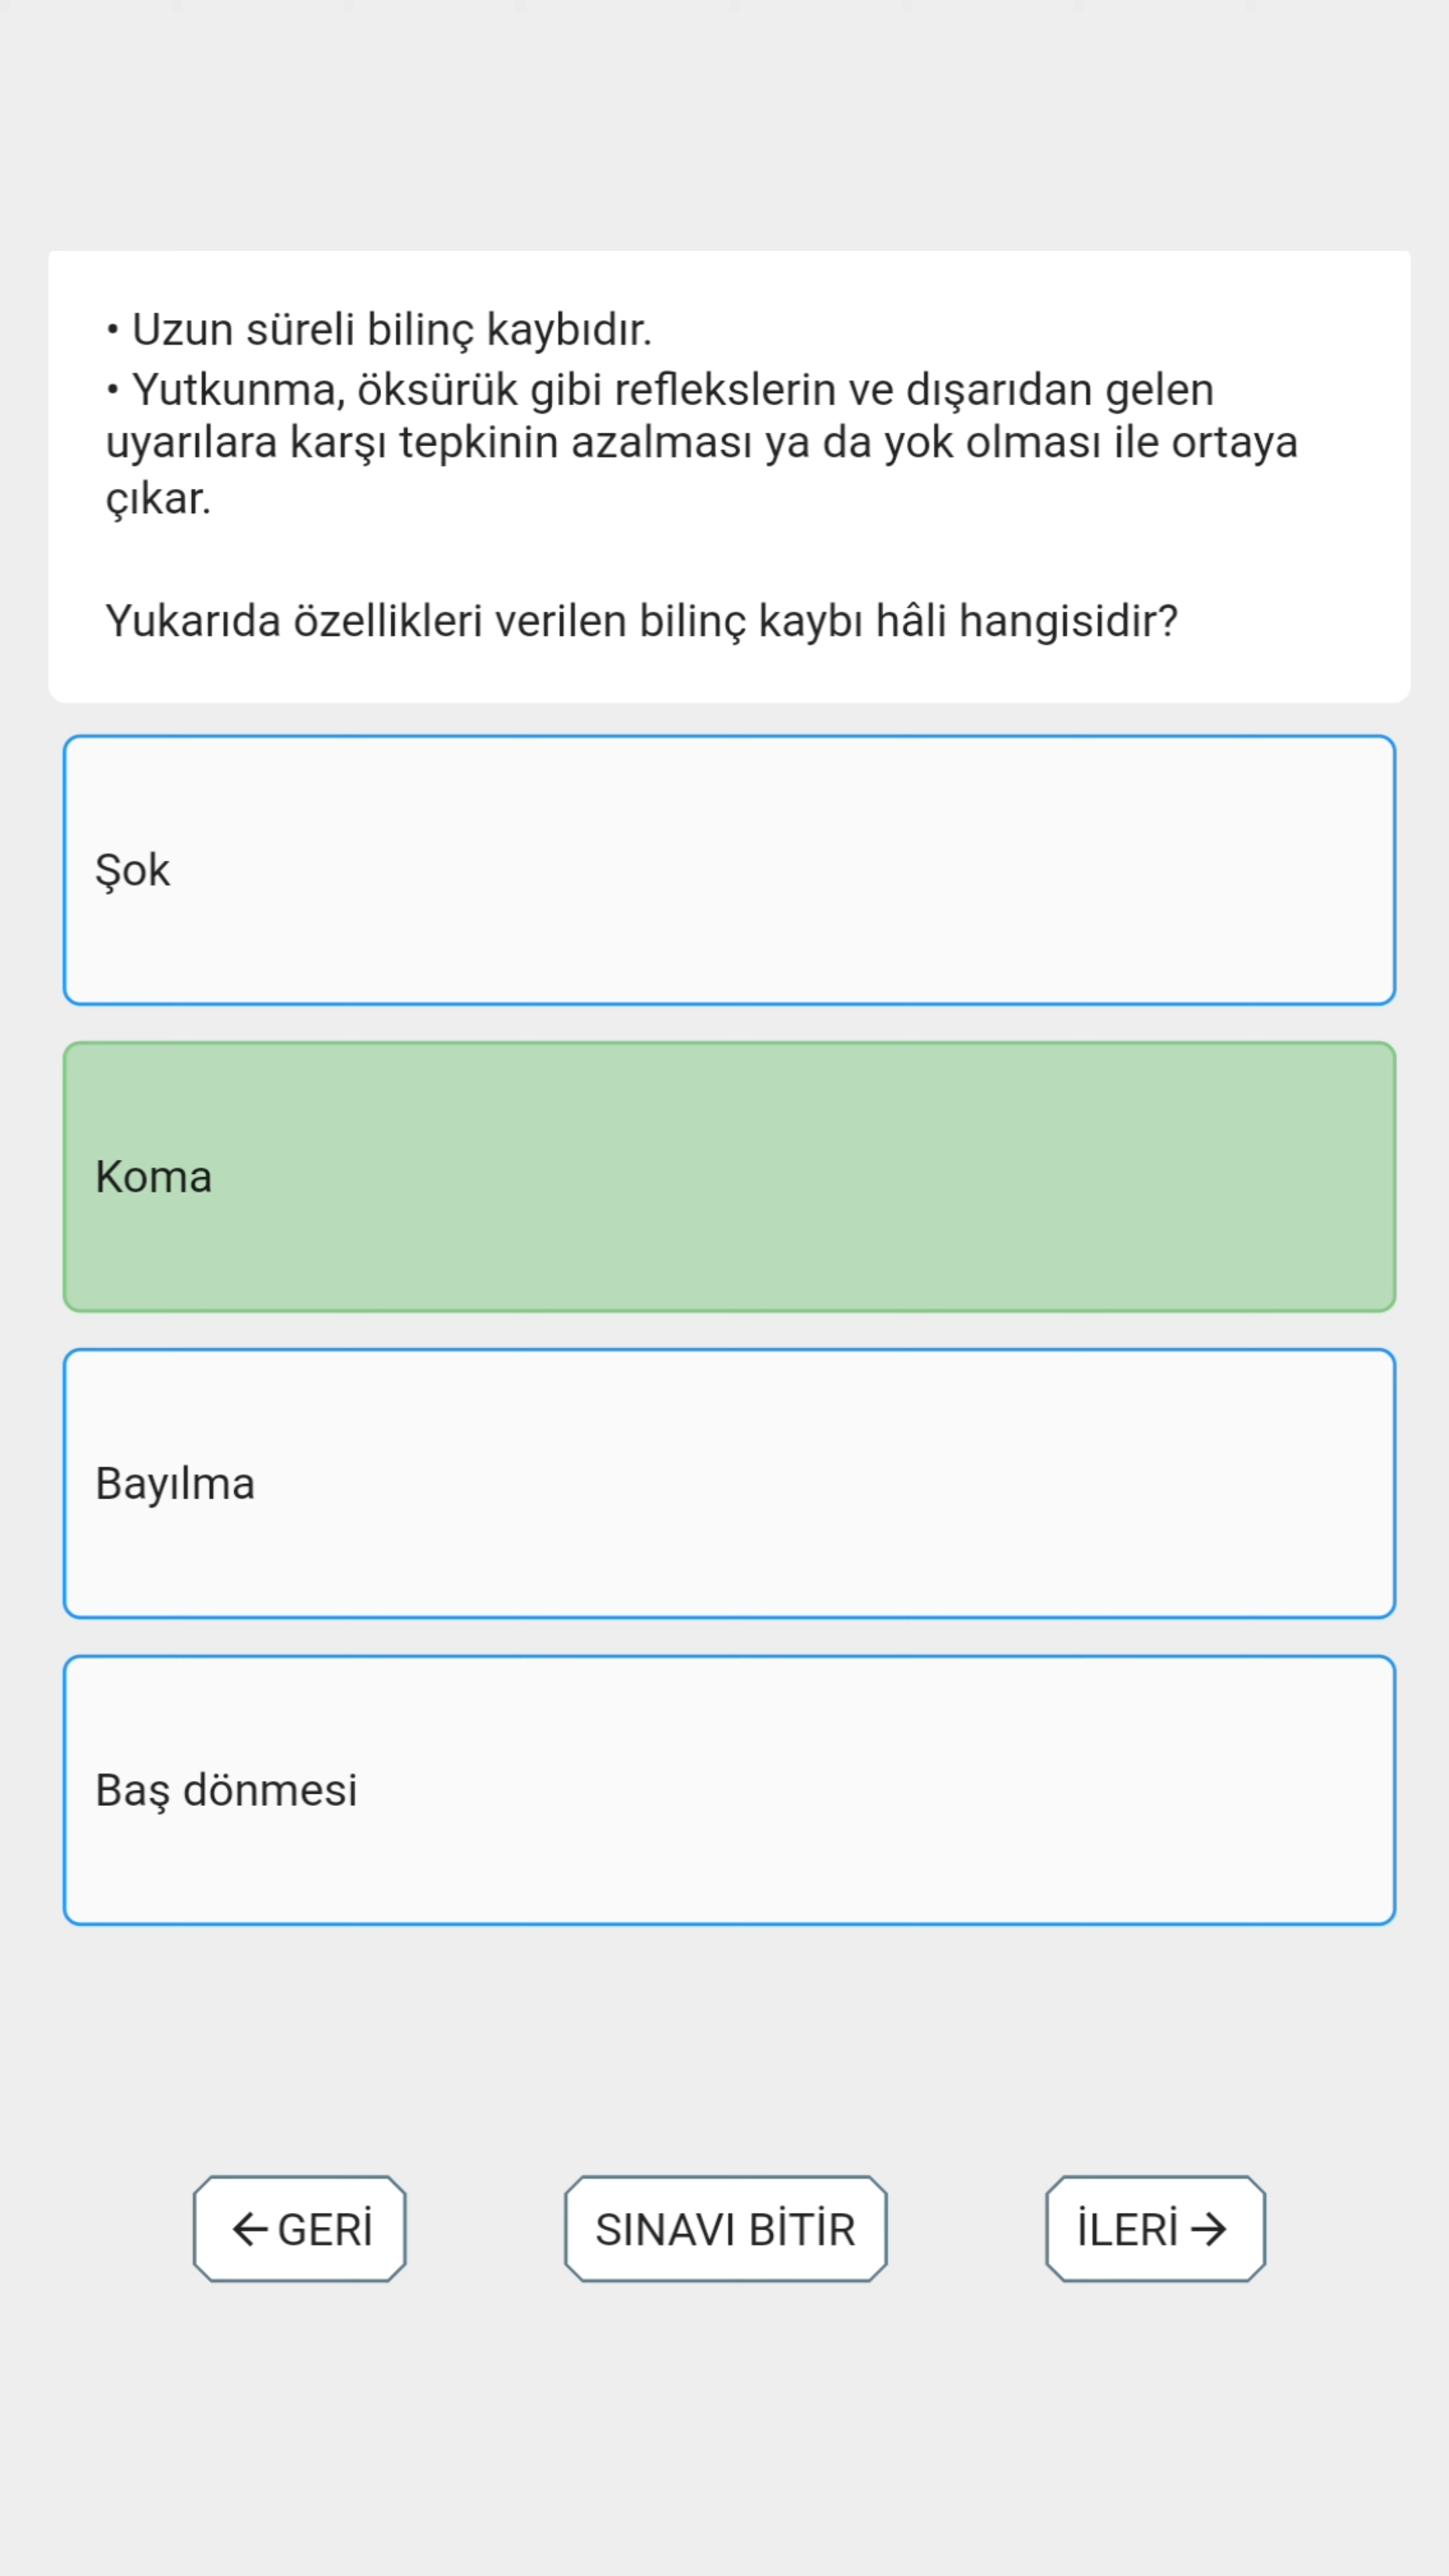 • Uzun süreli bilinç kaybıdır.
• Yutkunma, öksürük gibi reflekslerin ve dışarıdan gelen
uyarılara karşı tepkinin azalması ya da yok olması ile ortaya
çıkar.
Yukarıda özellikleri verilen bilinç kaybı hâli hangisidir?
Şok
Koma
Bayılma
Baş dönmesi
← GERİ
SINAVI BİTİR
İLERİ →